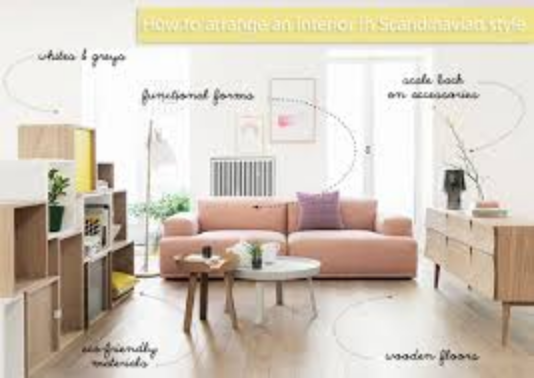 How to arrange an interior in Scandinavian style
whites & greys
scale back
on accessories
functional forms
eco-friendly
materials
wooden floors